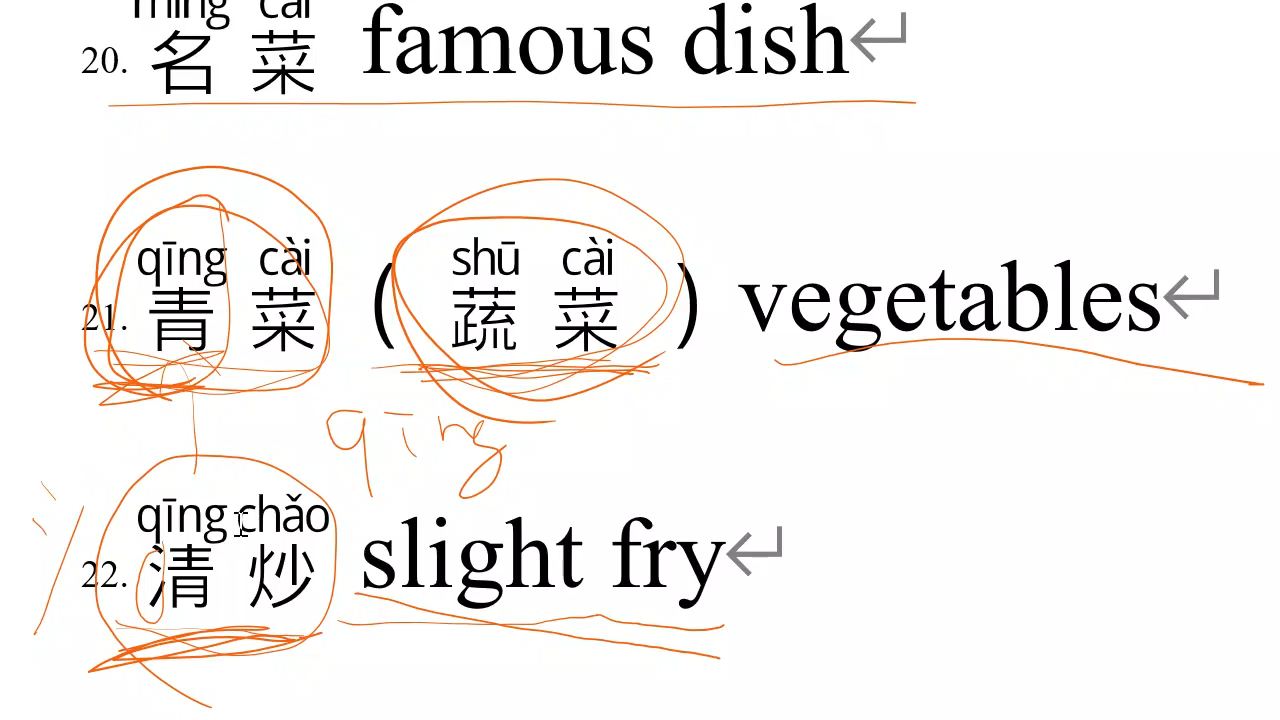 míng cài
20. 名 菜 famous dish↵
qīng cài shū cài
21. 青 菜 ( 蔬 菜 ) vegetables↵
qīng
qīng chǎo
22. 清 炒 slight fry↵